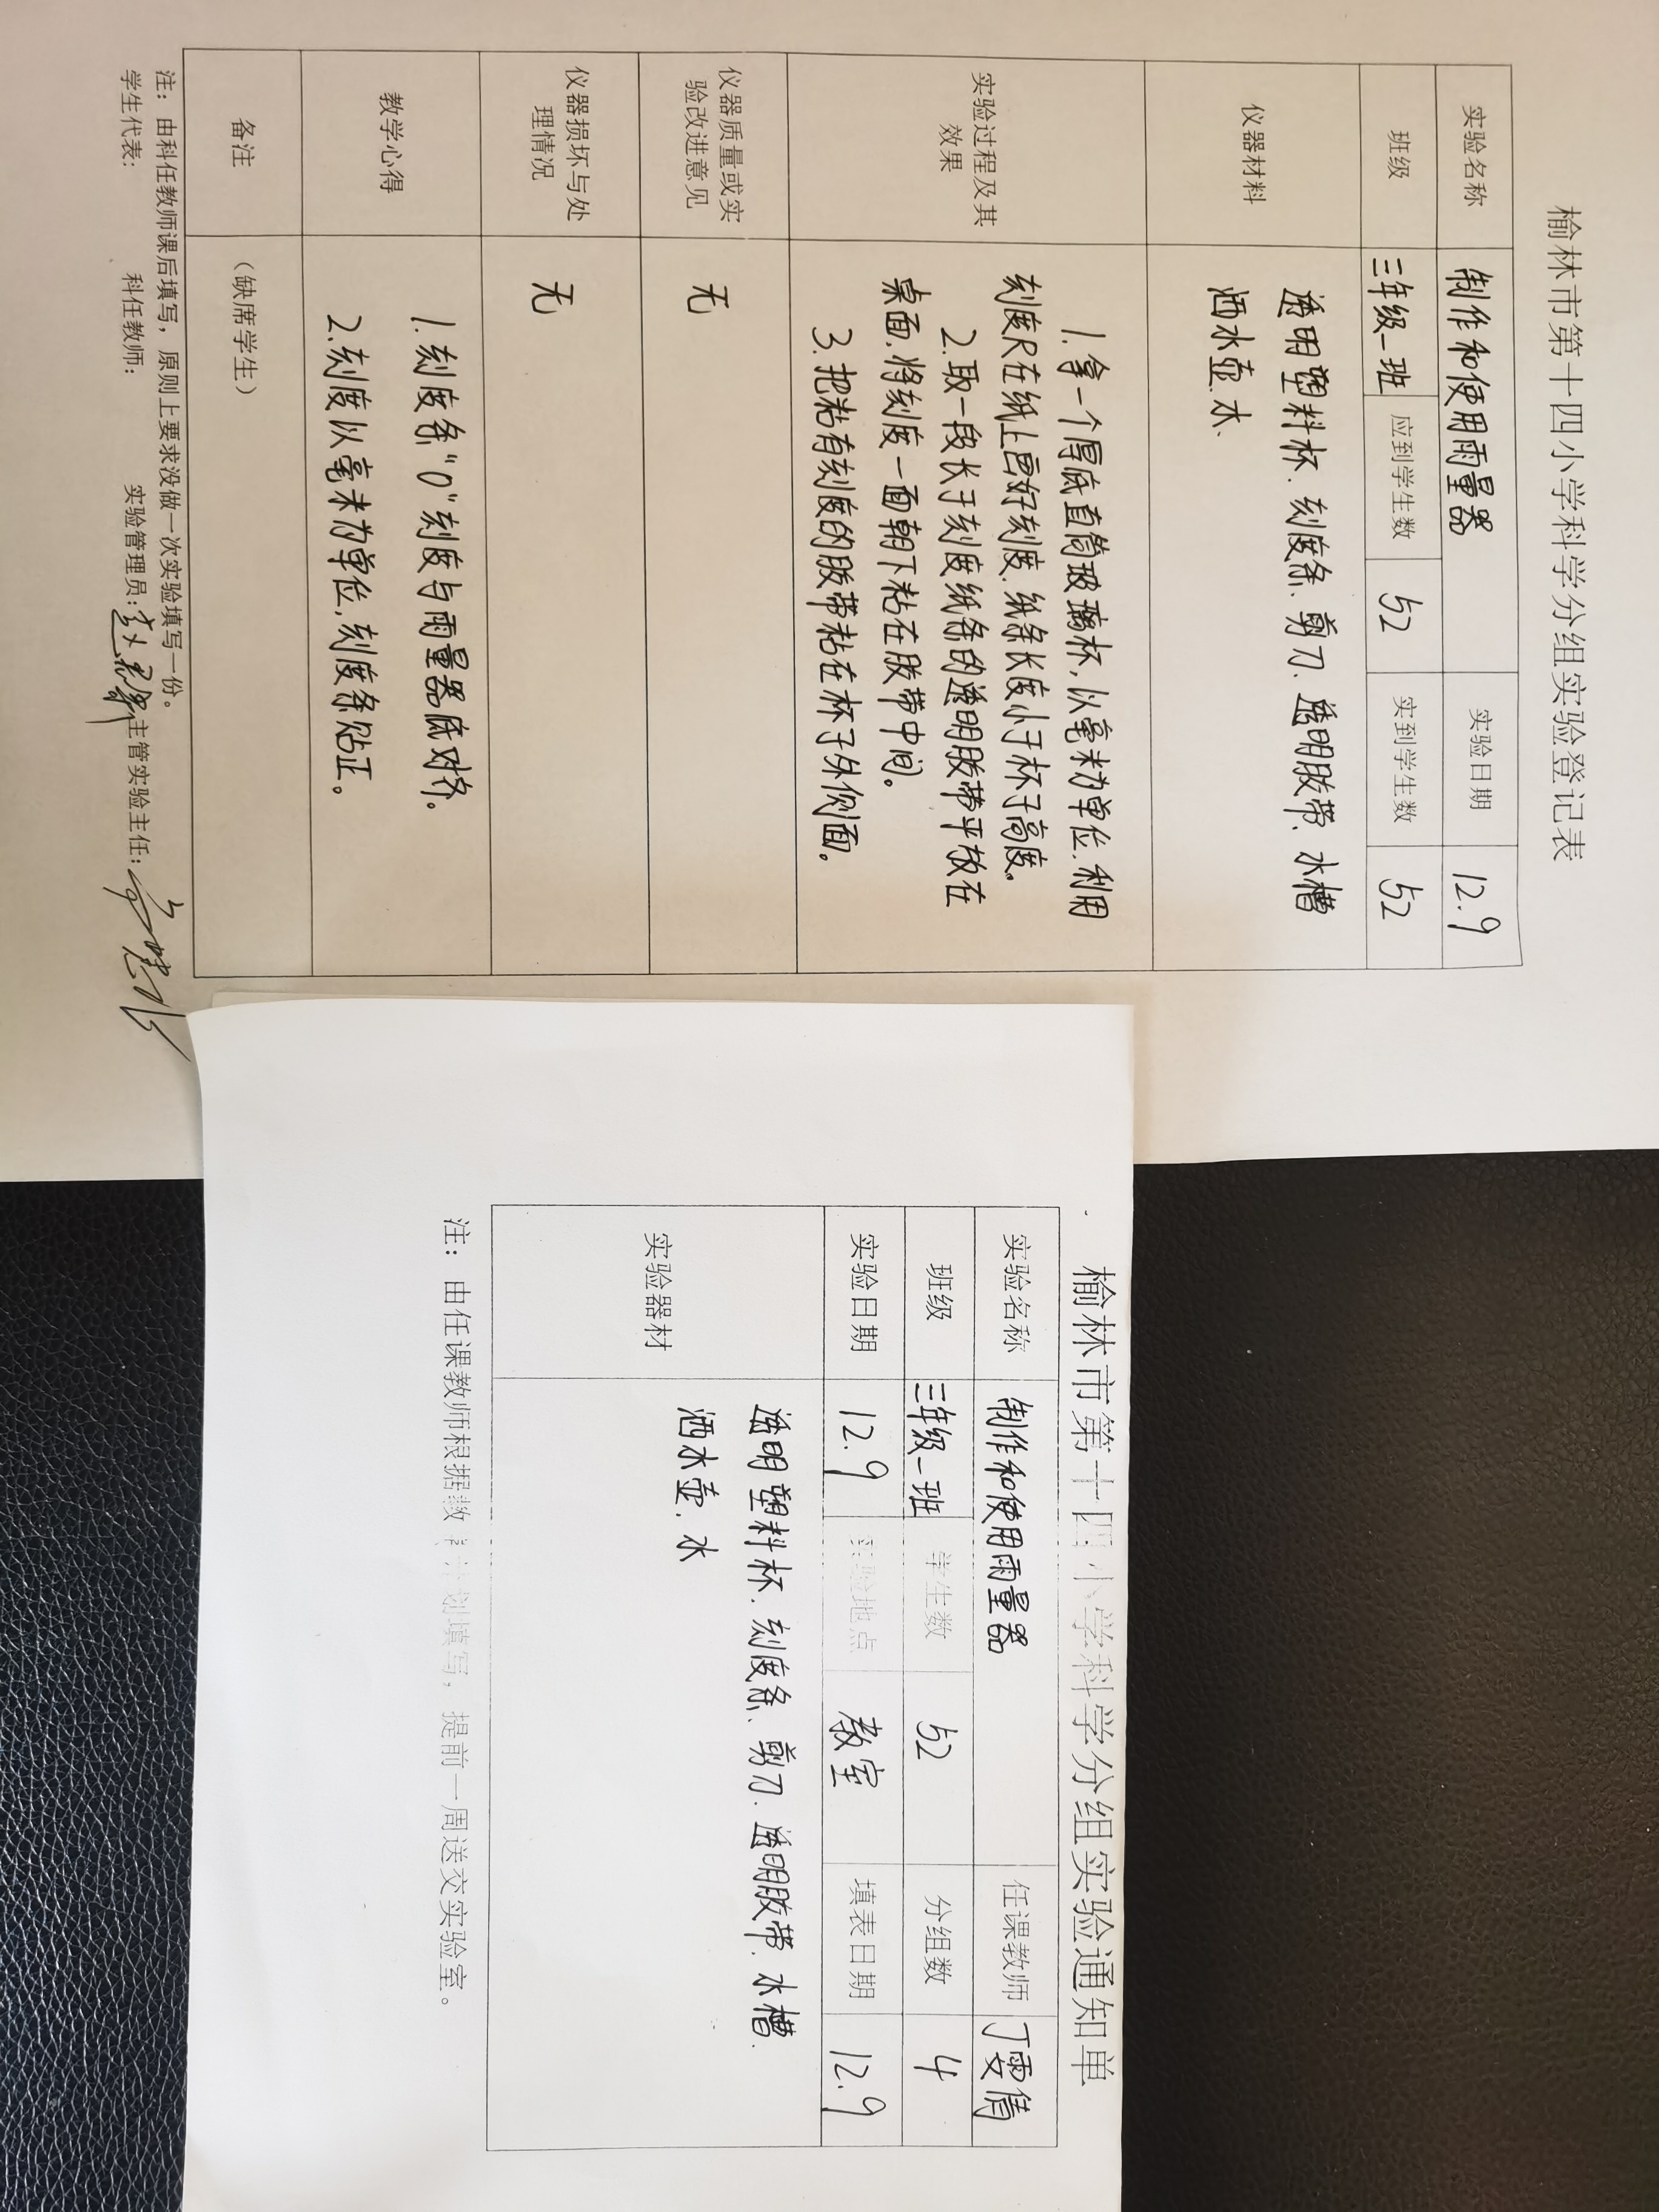 榆林市第十四小学科学分组实验登记表
实验名称 制作和使用雨量器 实验日期 12.9
班级 三年级一班 应到学生数 52 实到学生数 52
仪器材料 透明塑料杯、刻度条、剪刀、透明胶带、水槽
洒水壶、水、
实验过程及其效果 1.拿一个厚底直筒玻璃杯,以毫米为单位,利用
刻度尺在纸上画好刻度,纸条长度小于杯子高度。
2.取一段长于刻度纸条的透明胶带平放在
桌面,将刻度一面朝下粘在胶带中间。
3.把粘有刻度的胶带粘在杯子外侧面。
仪器质量或实验改进意见 无
仪器损坏与处理情况 无
教学心得 1.刻度条“0”刻度与雨量器底对齐。
2.刻度以毫米为单位,刻度条贴正。
备注 (缺席学生)
注:由科任教师课后填写,原则上要求没做一次实验填写一份。
学生代表: 科任教师: 实验管理员: 主管实验主任:
榆林市第十四小学科学分组实验通知单
实验名称 制作和使用雨量器 任课教师 丁雯倩
班级 三年级一班 学生数 52 分组数 4
实验日期 12.9 实验地点 教室 填表日期 12.9
实验器材 透明塑料杯、刻度条、剪刀、透明胶带、水槽、
洒水壶、水
注:由任课教师根据教学计划填写,提前一周送交实验室。